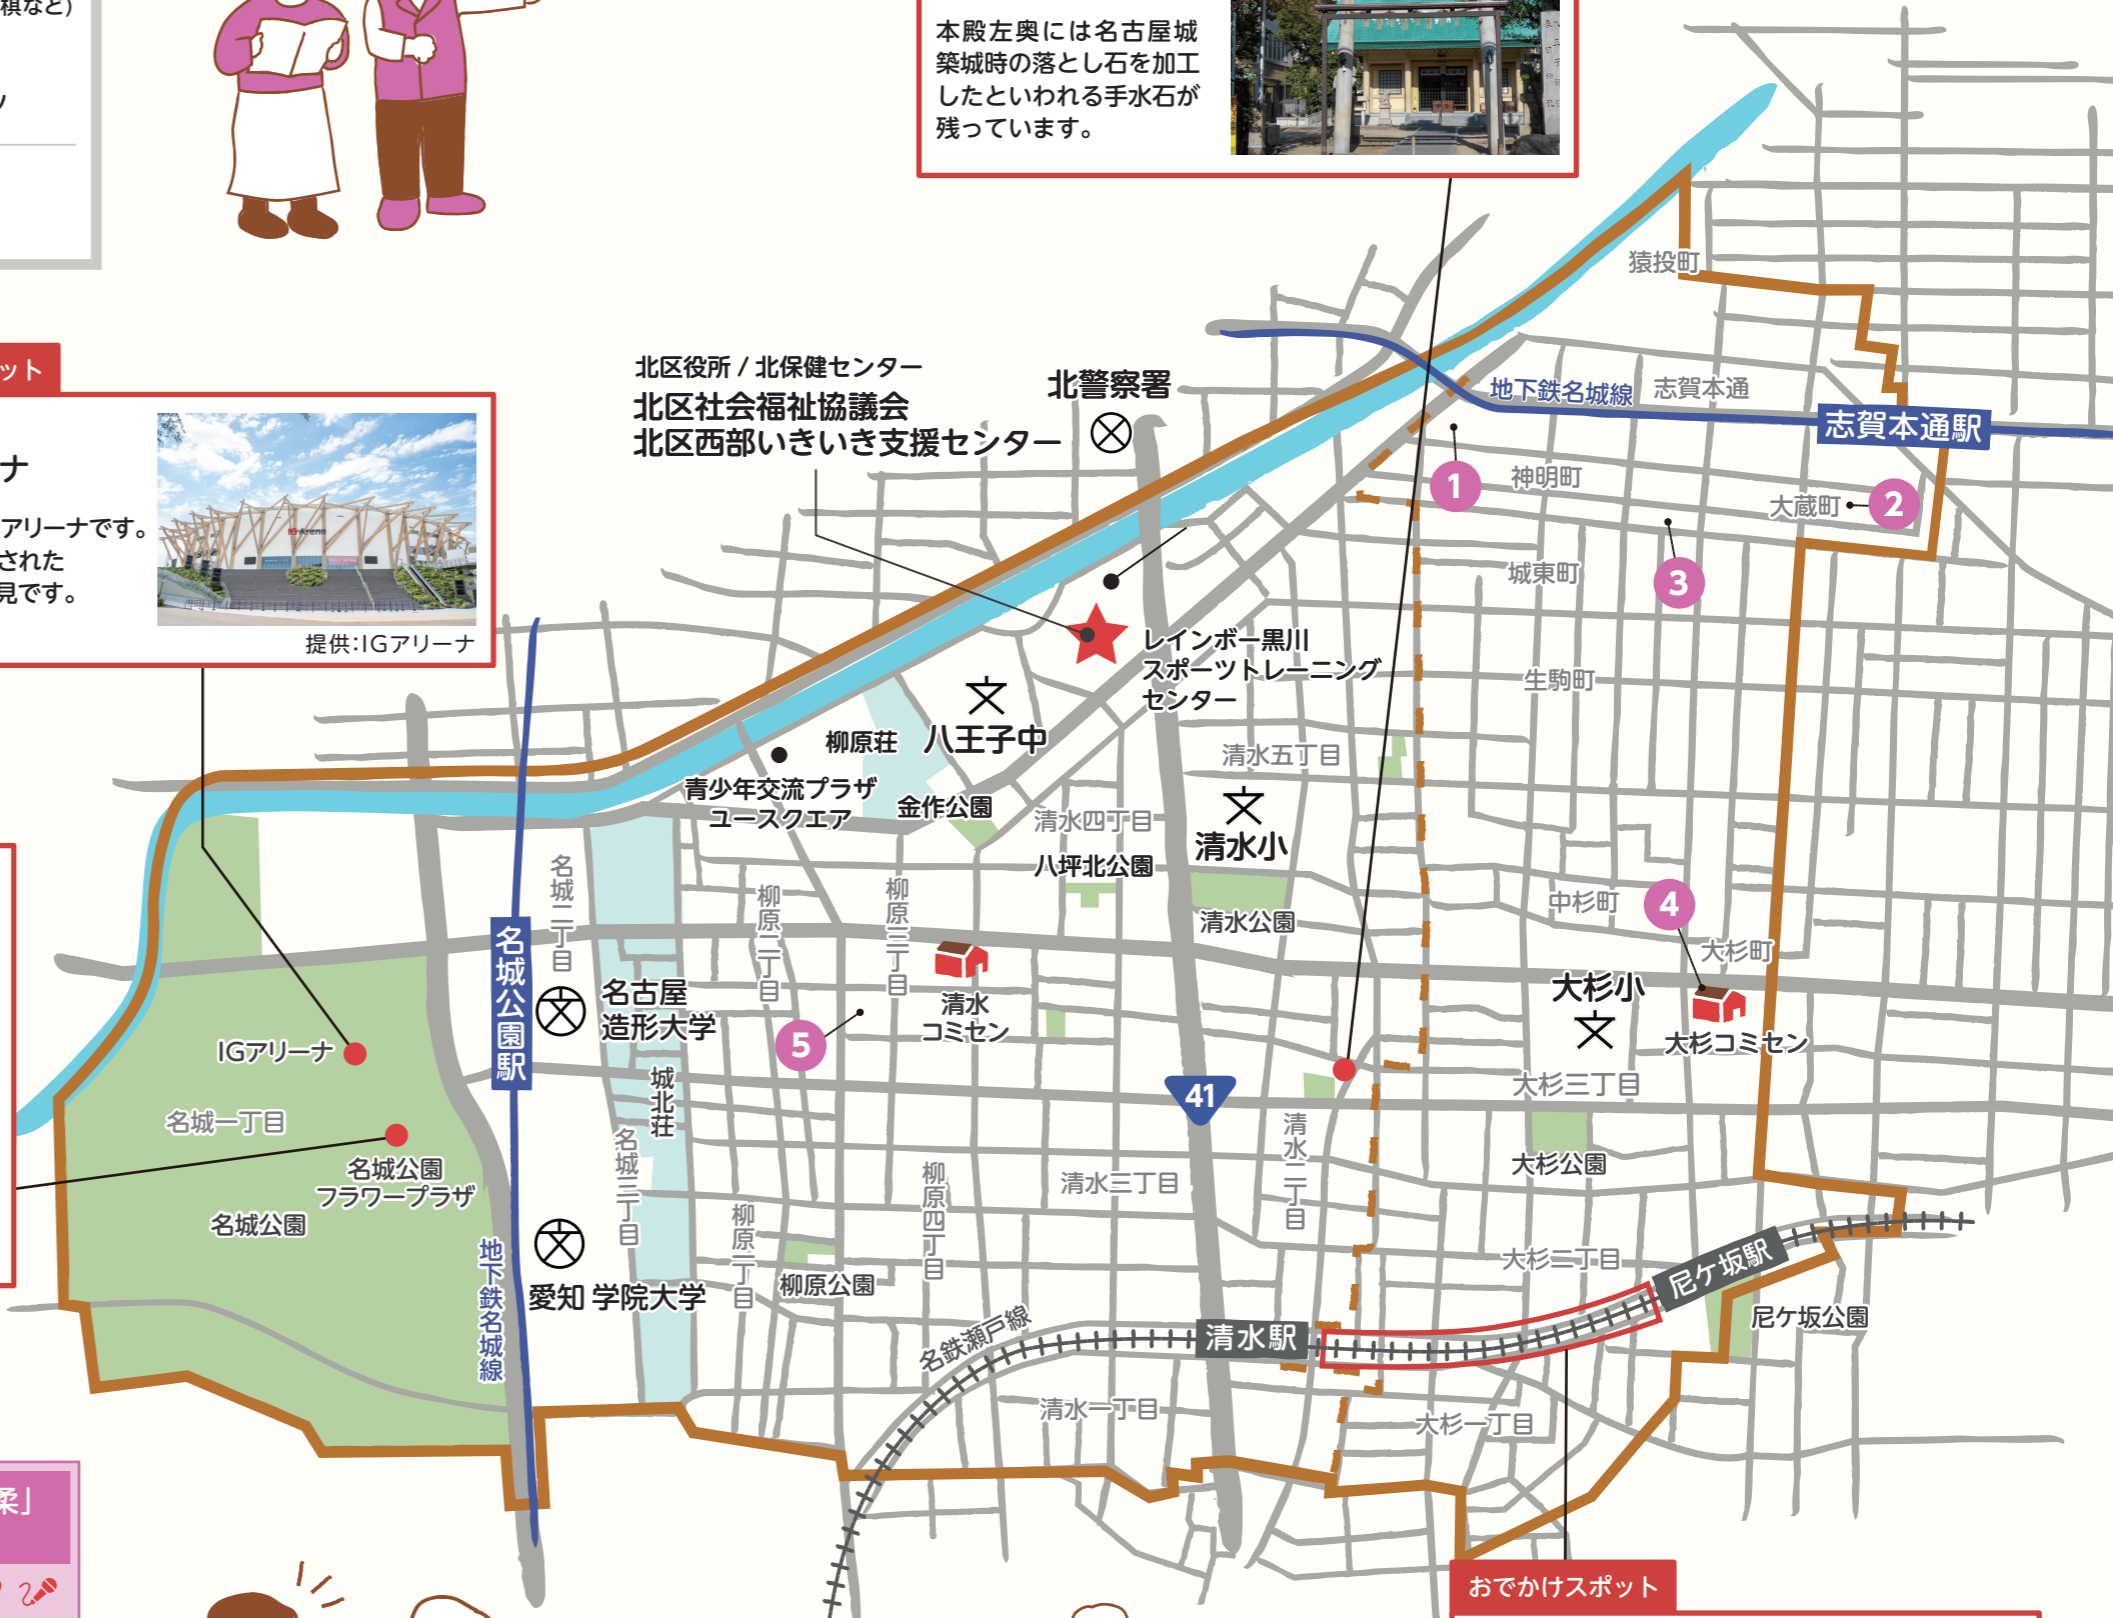 棋など)
本殿左奥には名古屋城
築城時の落とし石を加工
したといわれる手水石が
残っています。
猿投町
ット
ナ
アリーナです。
された
見です。
IG Arena
提供:IGアリーナ
北区役所 / 北保健センター
北区社会福祉協議会
北区西部いきいき支援センター
北警察署
地下鉄名城線
志賀本通
志賀本通駅
1
神明町
大蔵町
2
城東町
3
レインボー黒川
スポーツトレーニング
センター
生駒町
八王子中
柳原荘
青少年交流プラザ
ユースクエア
金作公園
清水五丁目
清水四丁目
清水小
八坪北公園
清水公園
名城二丁目
柳原二丁目
柳原三丁目
中杉町
4
大杉町
名城公園駅
名古屋
造形大学
5
清水
コミセン
大杉小
大杉コミセン
IGアリーナ
名城一丁目
名城公園
フラワープラザ
名城公園
城北荘
名城三丁目
41
大杉三丁目
清水二丁目
大杉公園
清水三丁目
柳原四丁目
柳原一丁目
柳原公園
愛知 学院大学
地下鉄名城線
名鉄瀬戸線
清水駅
大杉二丁目
尼ケ坂駅
尼ケ坂公園
清水一丁目
大杉一丁目
柔」
おでかけスポット